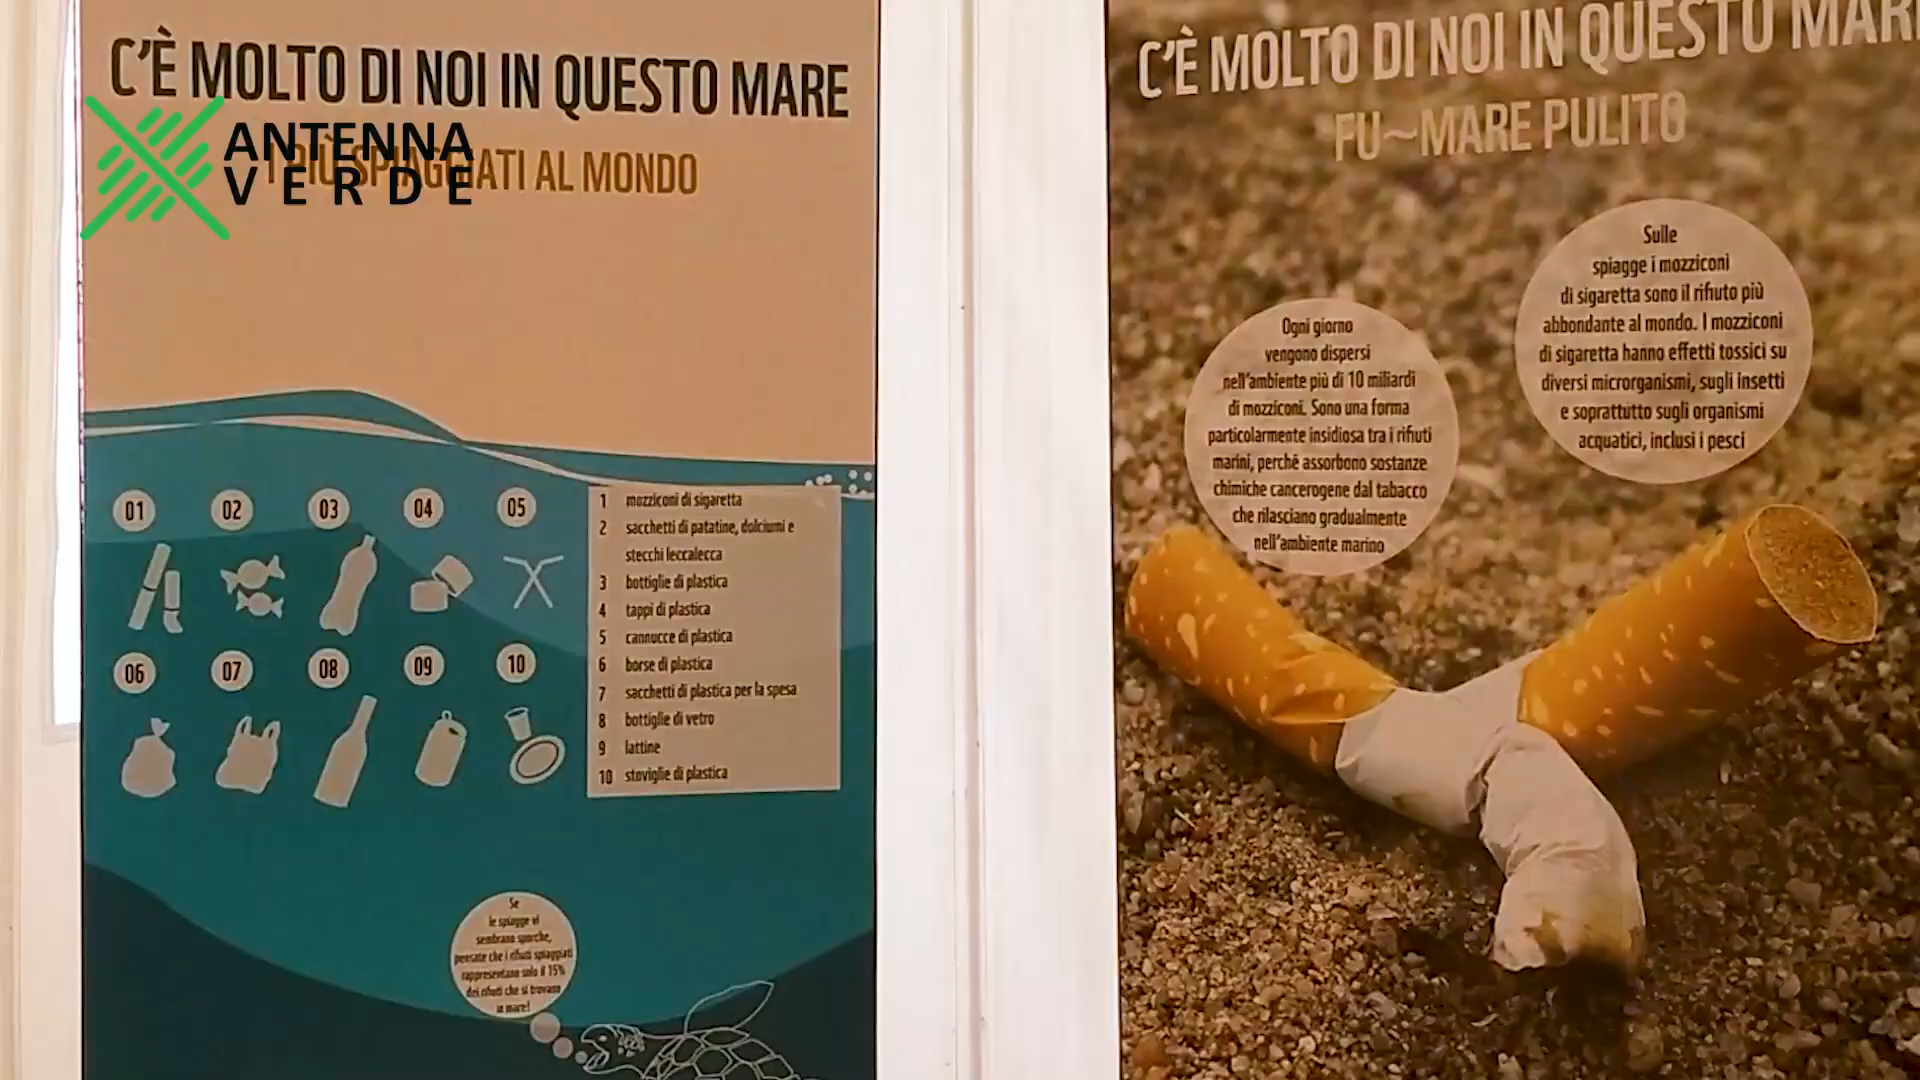 C'È MOLTO DI NOI IN QUESTO MARE
I PIÙ SPIAGGIATI AL MONDO
ANTENNA
VERDE
01 02 03 04 05
06 07 08 09 10
1 mozziconi di sigaretta
2 sacchetti di patatine, dolciumi e
stecchi leccalecca
3 bottiglie di plastica
4 tappi di plastica
5 cannucce di plastica
6 borse di plastica
7 sacchetti di plastica per la spesa
8 bottiglie di vetro
9 lattine
10 stoviglie di plastica
Se
le spiagge vi
sembrano sporche,
pensate che i rifiuti spiaggiati
rappresentano solo il 15%
dei rifiuti che si trovano
in mare!
C'È MOLTO DI NOI IN QUESTO MARE
FU~MARE PULITO
Ogni giorno
vengono dispersi
nell'ambiente più di 10 miliardi
di mozziconi. Sono una forma
particolarmente insidiosa tra i rifiuti
marini, perché assorbono sostanze
chimiche cancerogene dal tabacco
che rilasciano gradualmente
nell'ambiente marino
Sulle
spiagge i mozziconi
di sigaretta sono il rifiuto più
abbondante al mondo. I mozziconi
di sigaretta hanno effetti tossici su
diversi microrganismi, sugli insetti
e soprattutto sugli organismi
acquatici, inclusi i pesci